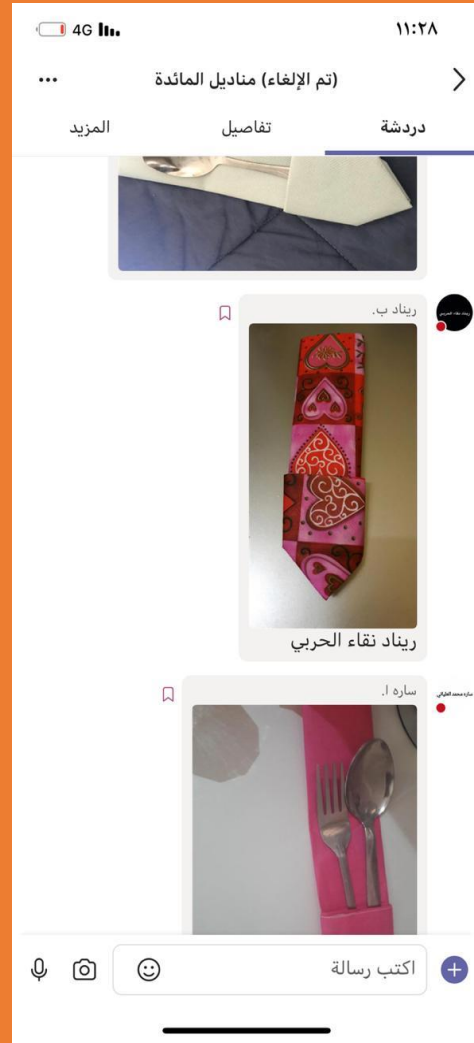 ١١:٢٨
4G
(تم الإلغاء) مناديل المائدة
دردشة
تفاصيل
المزيد
ريناد ب.
ريناد نقاء الحربي
ساره ا.
اكتب رسالة